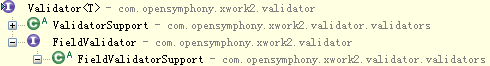 Validator<T> - com.opensymphony.xwork2.validator
ValidatorSupport - com.opensymphony.xwork2.validator.validators
FieldValidator - com.opensymphony.xwork2.validator
FieldValidatorSupport - com.opensymphony.xwork2.validator.validators